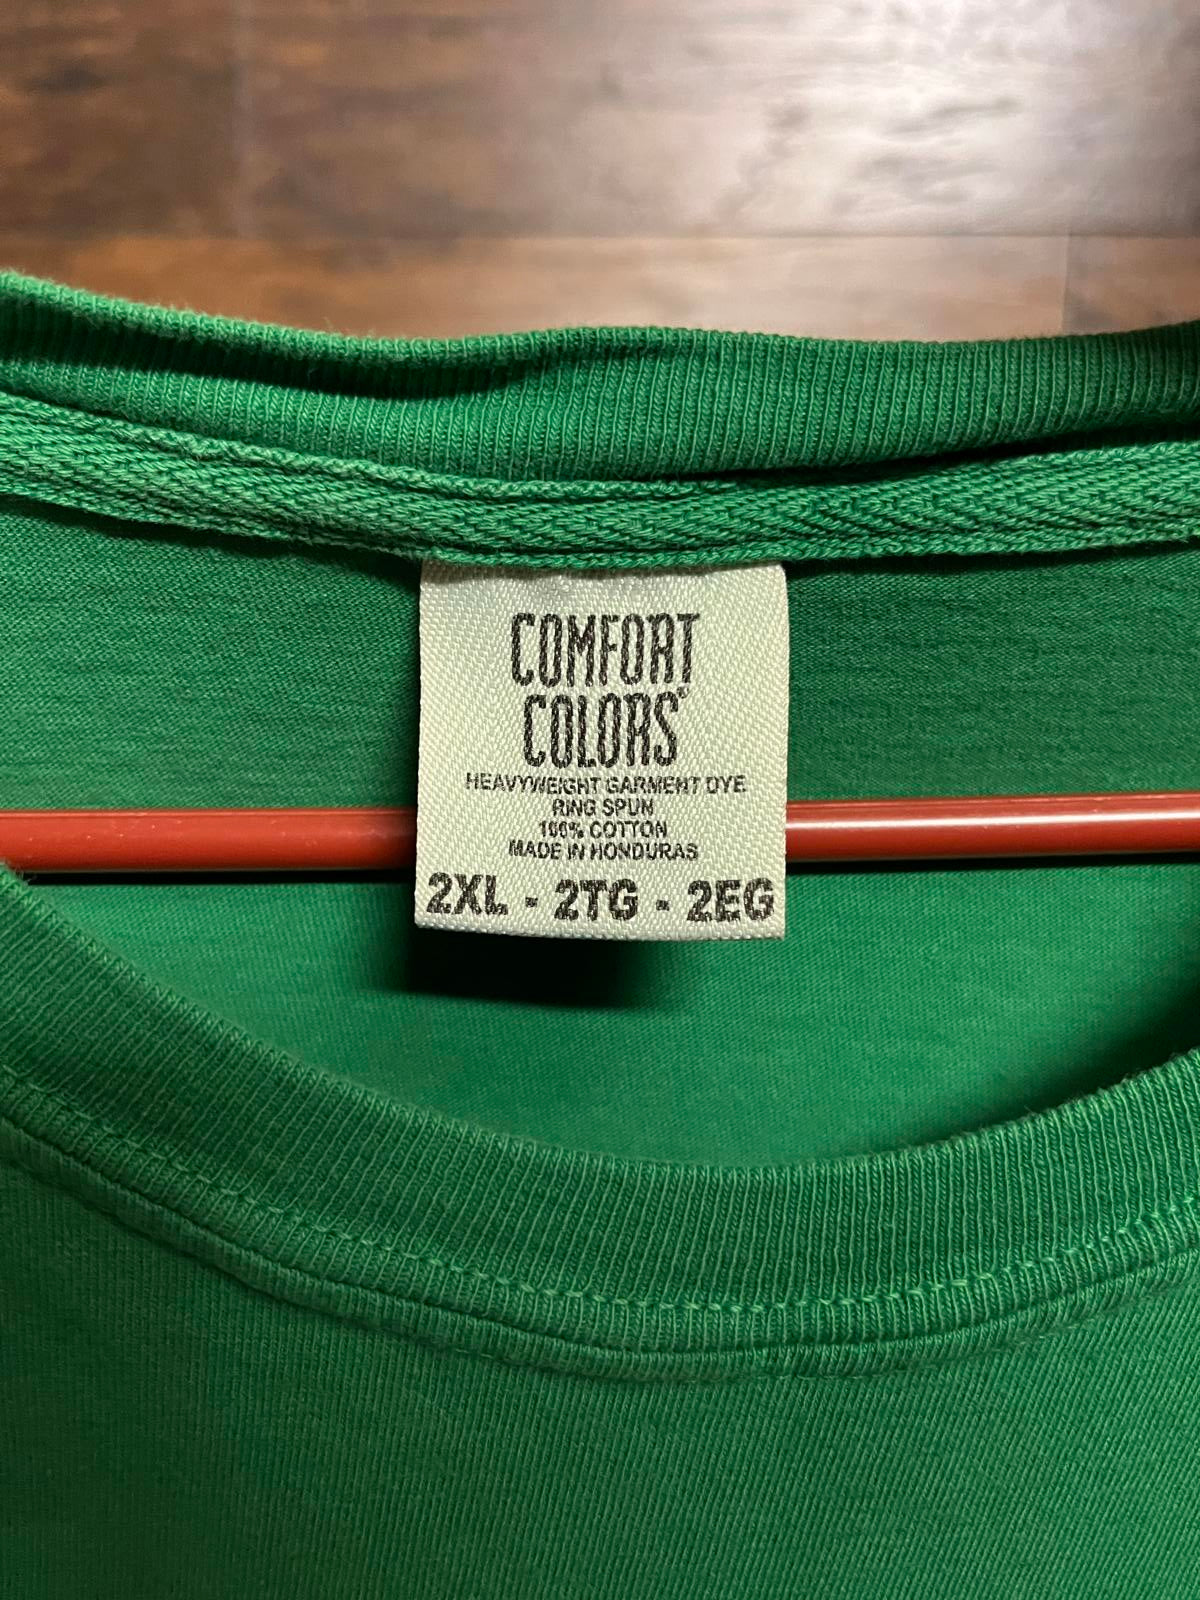 COMFORT
COLORS®
HEAVYWEIGHT GARMENT DYE
RING SPUN
100% COTTON
MADE IN HONDURAS
2XL - 2TG - 2EG